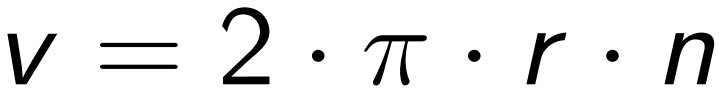 v = 2 · π · r · n